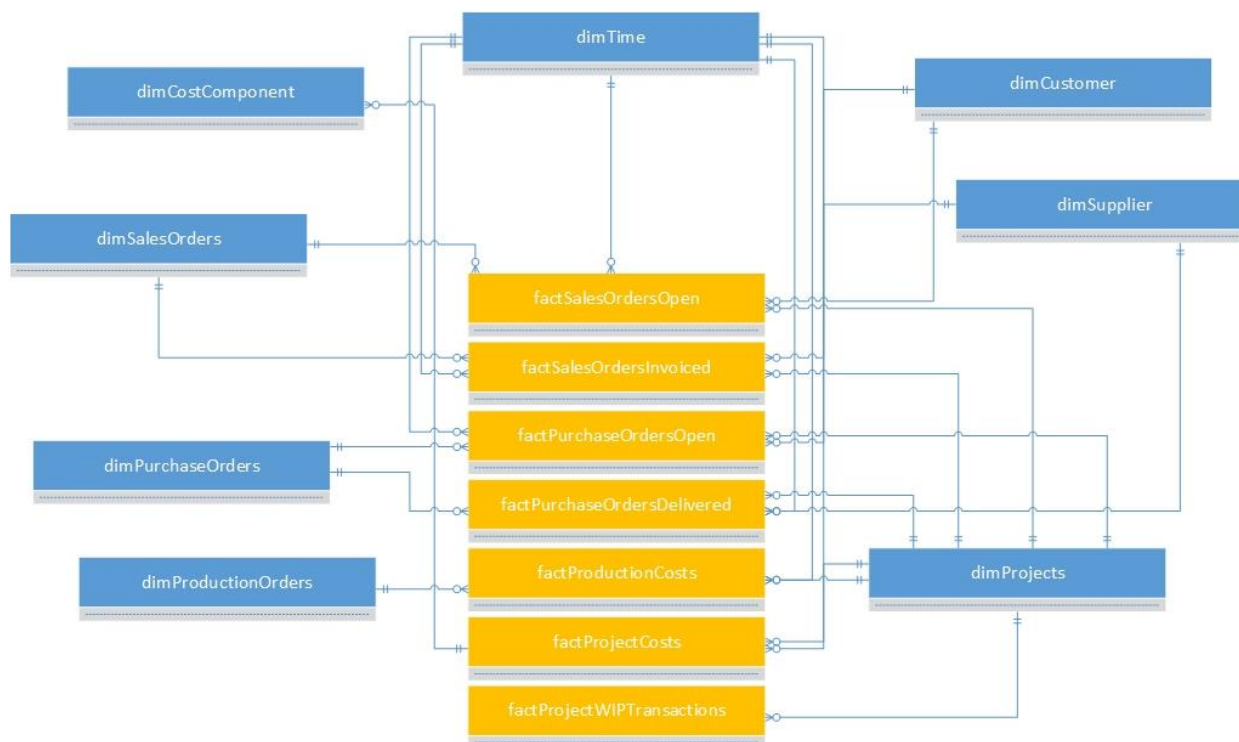 dimTime
dimCostComponent
dimCustomer
dimSupplier
dimSalesOrders
factSalesOrdersOpen
factSalesOrdersInvoiced
factPurchaseOrdersOpen
dimPurchaseOrders
factPurchaseOrdersDelivered
dimProductionOrders
factProductionCosts
dimProjects
factProjectCosts
factProjectWIPTransactions